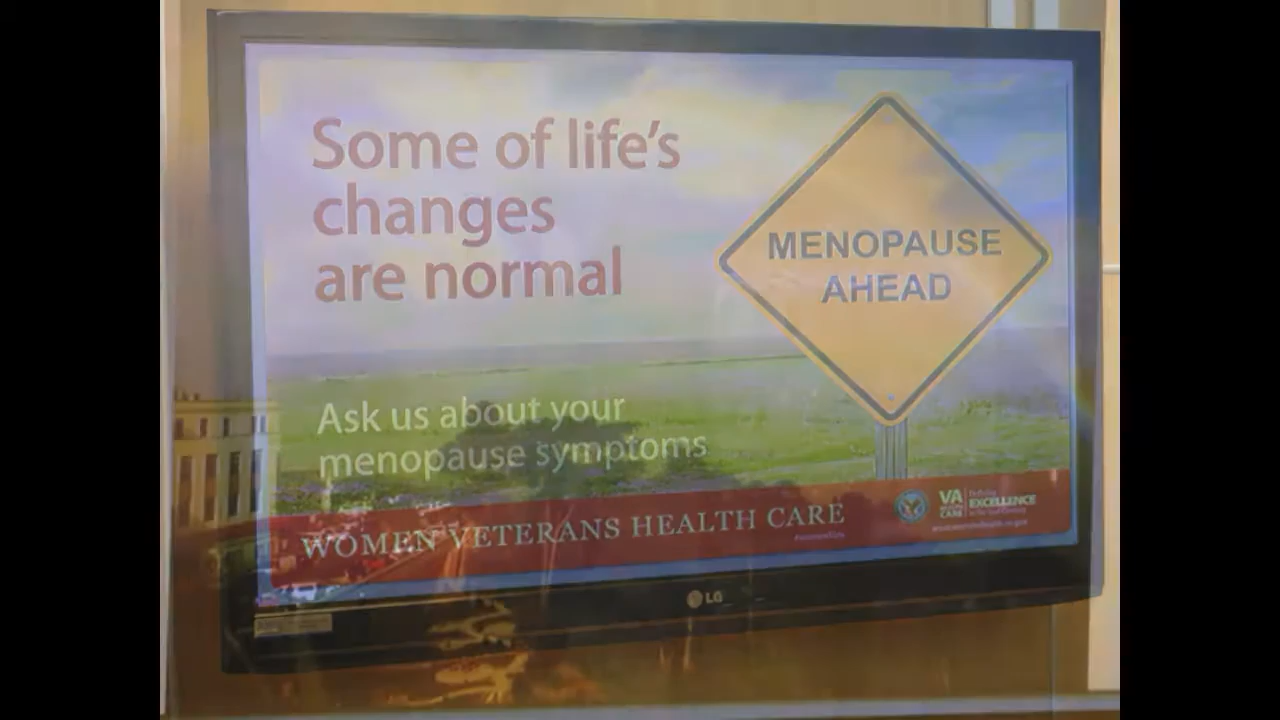 Some of life's
changes
are normal
MENOPAUSE
AHEAD
Ask us about your
menopause symptoms
WOMEN VETERANS HEALTH CARE
VA
CARE
EXCELLENCE
LG